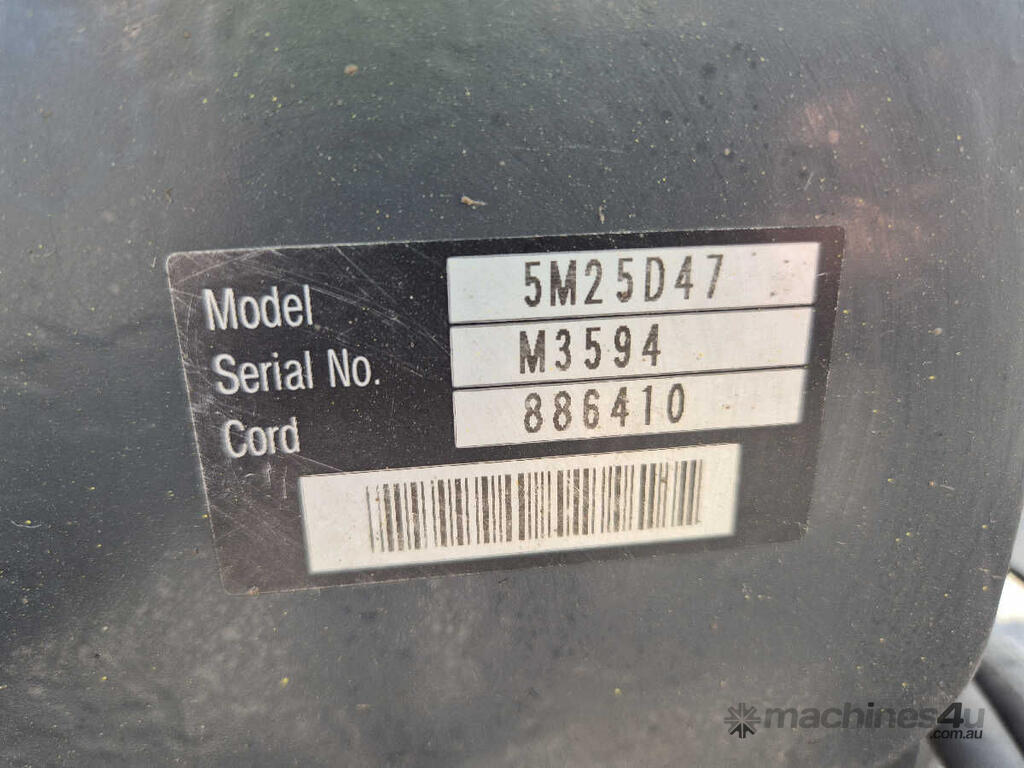 Model 5M25D47
Serial No. M3594
Cord 886410
machines4u
.com.au